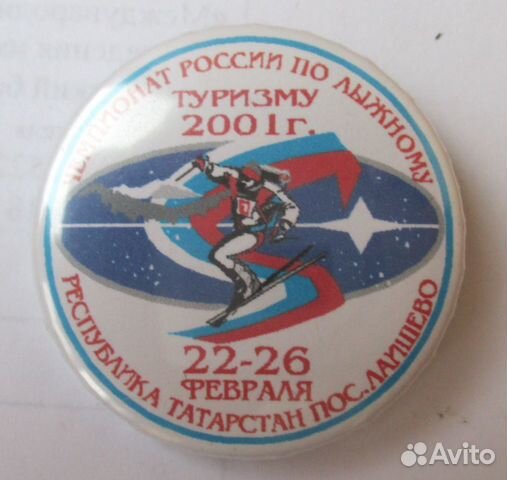 ЧЕМПИОНАТ РОССИИ ПО ЛЫЖНОМУ
ТУРИЗМУ
2001г.
22-26
ФЕВРАЛЯ
РЕСПУБЛИКА ТАТАРСТАН ПОС. ЛАИШЕВО
Avito